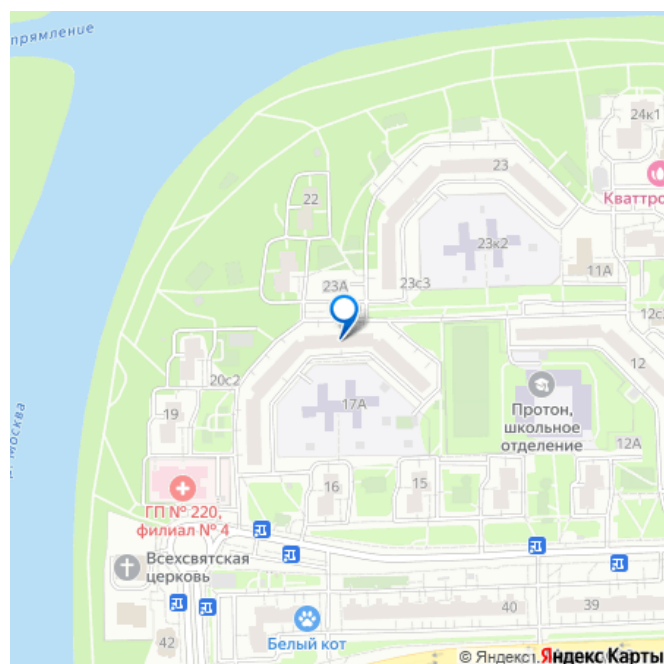 прямление
24к1
23
Кваттро
22
23к2
11А
23А
23с3
12с
12
20с2
17А
Протон,
школьное
отделение
19
12А
16
15
ГП № 220,
филиал № 4
Москва
Всехсвятская
церковь
40
39
42
Белый кот
© Яндекс
Яндекс Карты